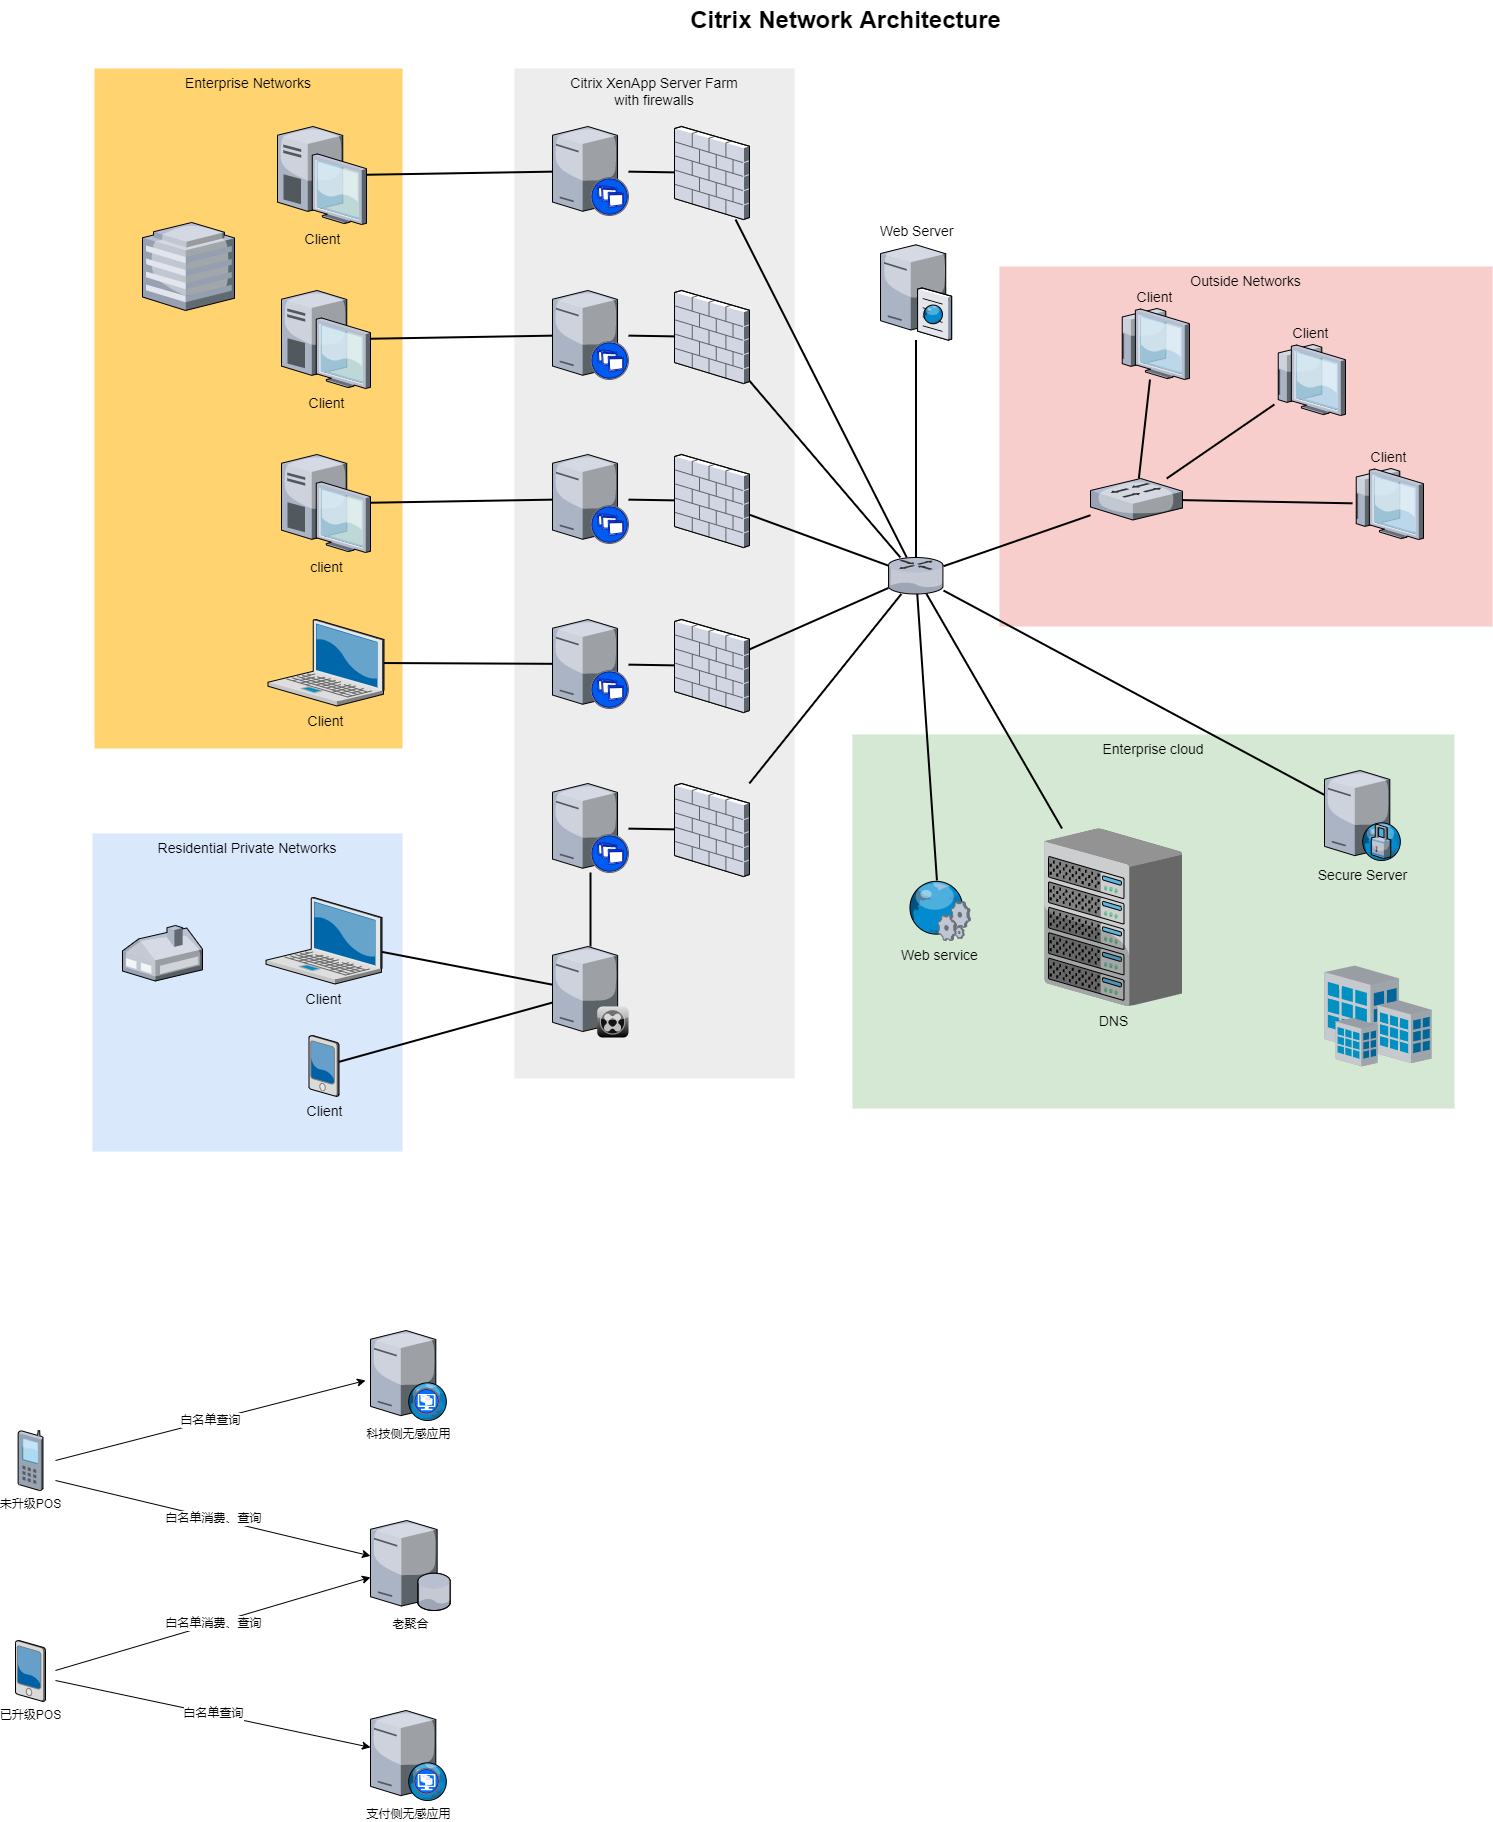 Citrix Network Architecture
Enterprise Networks
Client
Client
client
Client
Citrix XenApp Server Farm
with firewalls
Web Server
Outside Networks
Client
Client
Client
Residential Private Networks
Client
Client
Enterprise cloud
Web service
DNS
Secure Server
白名单查询
科技侧无感应用
未升级POS
白名单消费、查询
老聚合
白名单消费、查询
已升级POS
白名单查询
支付侧无感应用